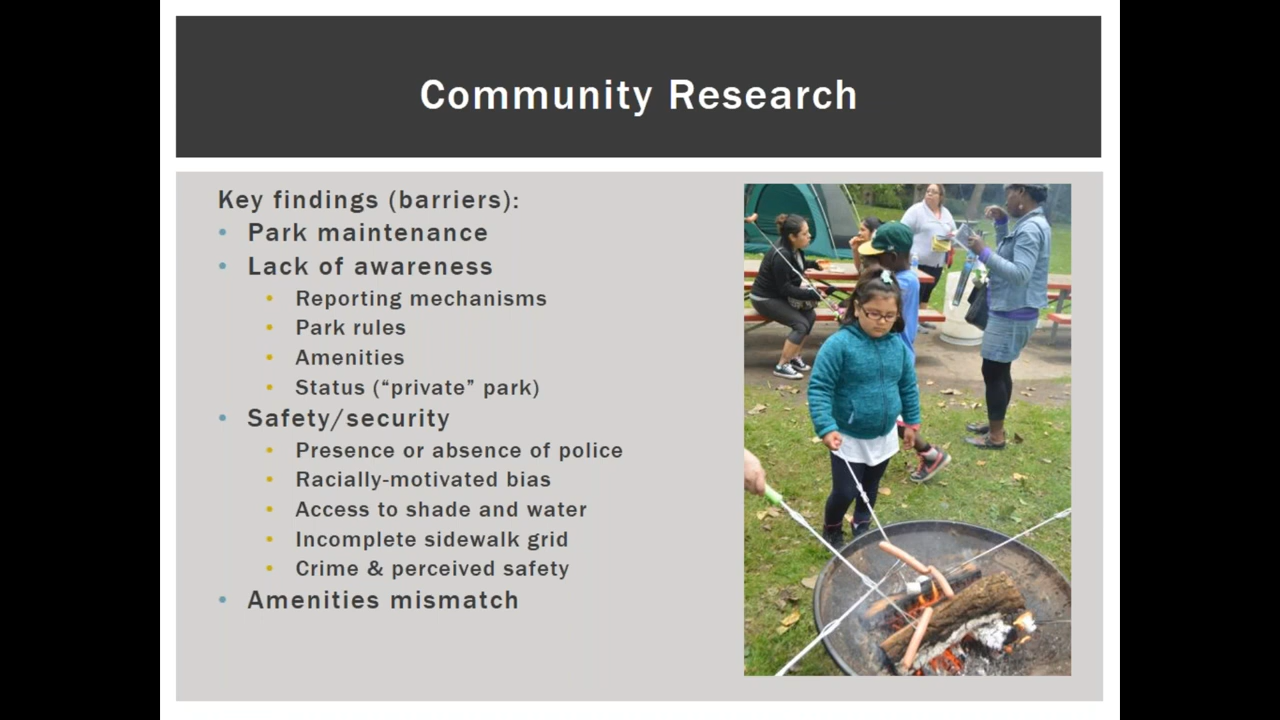 Community Research
Key findings (barriers):
• Park maintenance
• Lack of awareness
• Reporting mechanisms
• Park rules
• Amenities
• Status (“private” park)
• Safety/security
• Presence or absence of police
• Racially-motivated bias
• Access to shade and water
• Incomplete sidewalk grid
• Crime & perceived safety
• Amenities mismatch